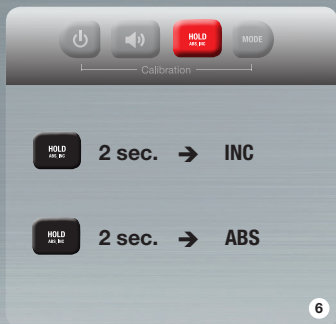 HOLD
ABS, INC
MODE
Calibration
HOLD
ABS, INC
2 sec. ➔ INC
HOLD
ABS, INC
2 sec. ➔ ABS
6